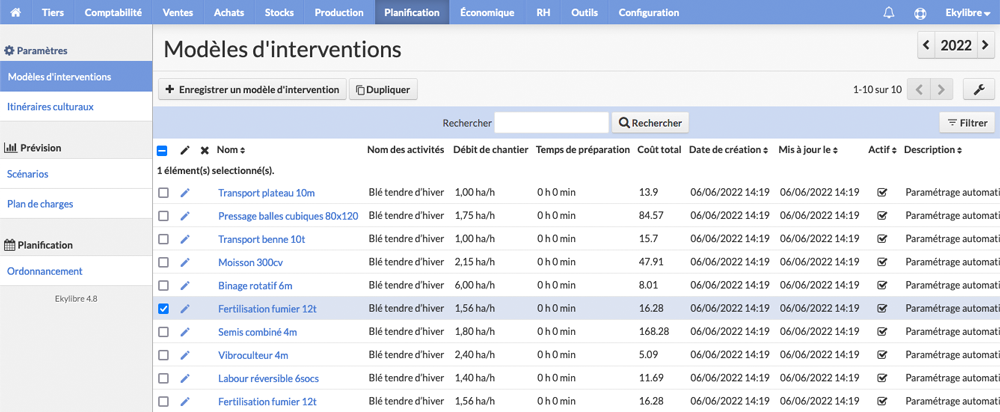 Tiers Comptabilité Ventes Achats Stocks Production Planification Économique RH Outils Configuration Ekylibre
Paramètres
Modèles d'interventions
Itinéraires culturaux
Prévision
Scénarios
Plan de charges
Planification
Ordonnancement
Ekylibre 4.8
Modèles d'interventions
2022
Enregistrer un modèle d'intervention Dupliquer 1-10 sur 10
Rechercher Rechercher Filtrer
Nom Nom des activités Débit de chantier Temps de préparation Coût total Date de création Mis à jour le Actif Description
1 élément(s) selectionné(s).
Transport plateau 10m Blé tendre d'hiver 1,00 ha/h 0 h 0 min 13.9 06/06/2022 14:19 06/06/2022 14:19 Paramétrage automati
Pressage balles cubiques 80x120 Blé tendre d'hiver 1,75 ha/h 0 h 0 min 84.57 06/06/2022 14:19 06/06/2022 14:19 Paramétrage automati
Transport benne 10t Blé tendre d'hiver 1,00 ha/h 0 h 0 min 15.7 06/06/2022 14:19 06/06/2022 14:19 Paramétrage automati
Moisson 300cv Blé tendre d'hiver 2,15 ha/h 0 h 0 min 47.91 06/06/2022 14:19 06/06/2022 14:19 Paramétrage automati
Binage rotatif 6m Blé tendre d'hiver 6,00 ha/h 0 h 0 min 8.01 06/06/2022 14:19 06/06/2022 14:19 Paramétrage automati
Fertilisation fumier 12t Blé tendre d'hiver 1,56 ha/h 0 h 0 min 16.28 06/06/2022 14:19 06/06/2022 14:19 Paramétrage automati
Semis combiné 4m Blé tendre d'hiver 1,80 ha/h 0 h 0 min 168.28 06/06/2022 14:19 06/06/2022 14:19 Paramétrage automati
Vibroculteur 4m Blé tendre d'hiver 2,40 ha/h 0 h 0 min 5.09 06/06/2022 14:19 06/06/2022 14:19 Paramétrage automati
Labour réversible 6socs Blé tendre d'hiver 1,40 ha/h 0 h 0 min 11.69 06/06/2022 14:19 06/06/2022 14:19 Paramétrage automati
Fertilisation fumier 12t Blé tendre d'hiver 1,56 ha/h 0 h 0 min 16.28 06/06/2022 14:19 06/06/2022 14:19 Paramétrage automati